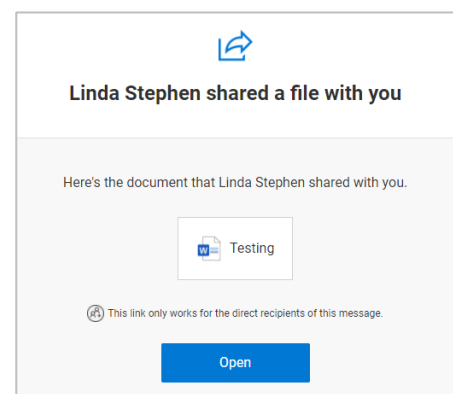 Linda Stephen shared a file with you
Here's the document that Linda Stephen shared with you.
W Testing
This link only works for the direct recipients of this message.
Open